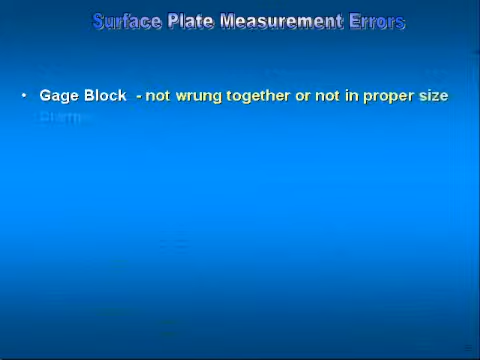 Surface Plate Measurement Errors
• Gage Block - not wrung together or not in proper size